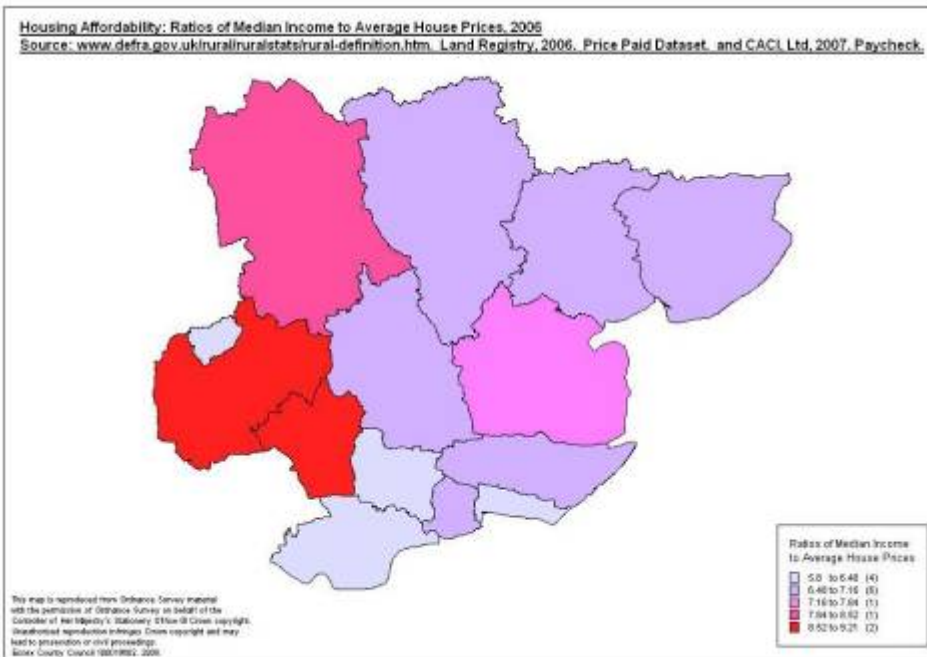 Housing Affordability: Ratios of Median Income to Average House Prices, 2006
Source: www.defra.gov.uk/rural/ruralstats/rural-definition.htm. Land Registry, 2006. Price Paid Dataset. and CACI, Ltd, 2007. Paycheck.
Ratios of Median Income
to Average House Prices
5.8 to 6.48 (4)
6.48 to 7.16 (6)
7.16 to 7.84 (1)
7.84 to 8.52 (1)
8.52 to 9.21 (2)
This map is reproduced from Ordnance Survey material
with the permission of Ordnance Survey on behalf of the
Controller of Her Majesty's Stationery Office © Crown copyright.
Unauthorised reproduction infringes Crown copyright and may
lead to prosecution or civil proceedings.
Essex County Council